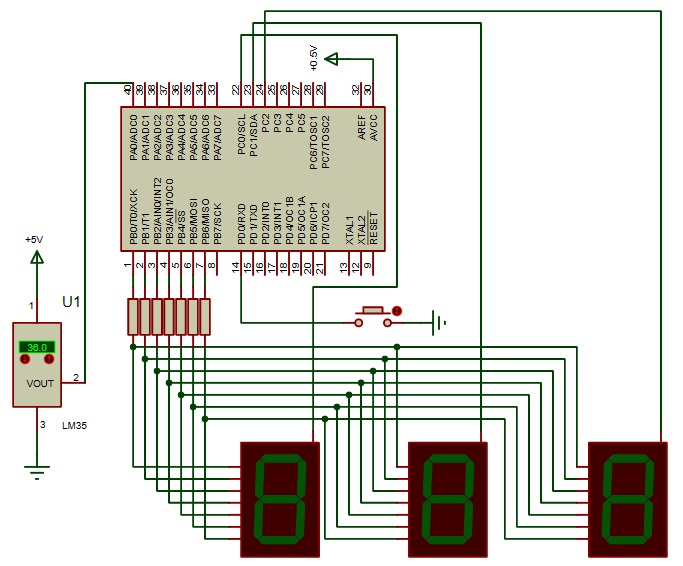 +0.5V
40 39 38 37 36 35 34 33 22 23 24 25 26 27 28 29 32 30
PA0/ADC0
PA1/ADC1
PA2/ADC2
PA3/ADC3
PA4/ADC4
PA5/ADC5
PA6/ADC6
PA7/ADC7
PC0/SCL
PC1/SDA
PC2
PC3
PC4
PC5
PC6/TOSC1
PC7/TOSC2
AREF
AVCC
PB0/T0/XCK
PB1/T1
PB2/AIN0/INT2
PB3/AIN1/OC0
PB4/SS
PB5/MOSI
PB6/MISO
PB7/SCK
PD0/RXD
PD1/TXD
PD2/INT0
PD3/INT1
PD4/OC1B
PD5/OC1A
PD6/ICP1
PD7/OC2
XTAL1
XTAL2
RESET
1 2 3 4 5 6 7 8 14 15 16 17 18 19 20 21 13 12 9
+5V
1
U1
36.0
VOUT
2
3
LM35